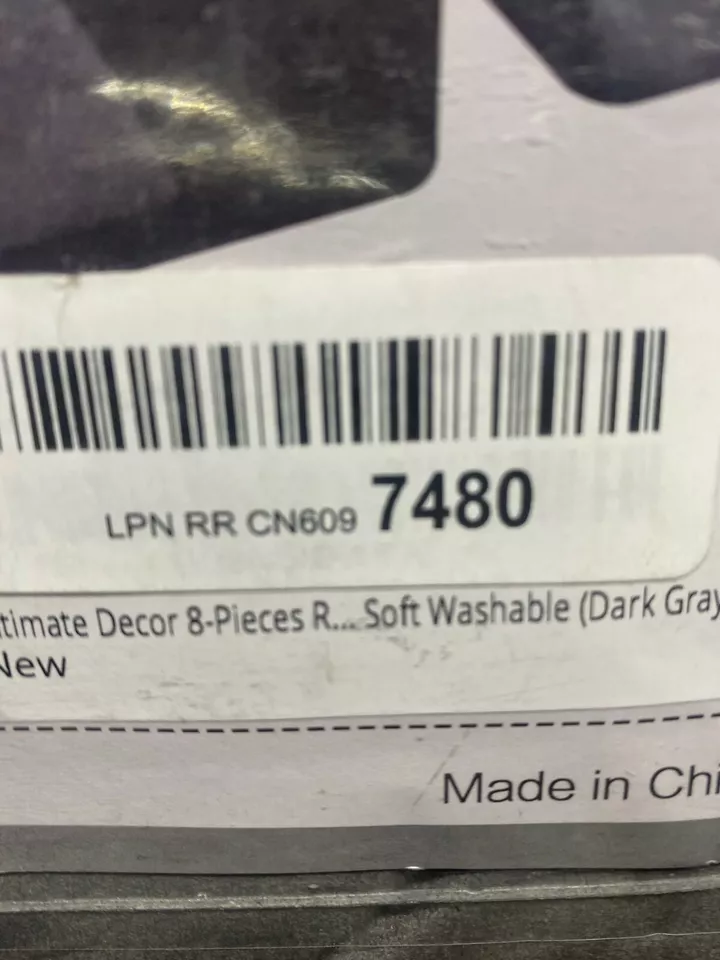 LPN RR CN609 7480
timate Decor 8-Pieces R... Soft Washable (Dark Gray
New
Made in Chi